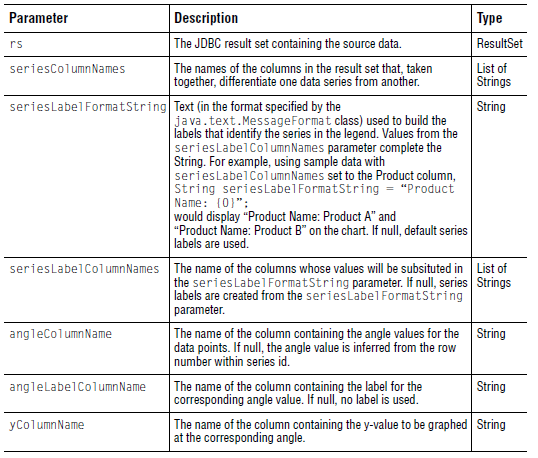 Parameter Description Type
rs The JDBC result set containing the source data. ResultSet
seriesColumnNames The names of the columns in the result set that, taken List of
together, differentiate one data series from another. Strings
seriesLabelFormatString Text (in the format specified by the String
java.text.MessageFormat class) used to build the
labels that identify the series in the legend. Values from the
seriesLabelColumnNames parameter complete the
String. For example, using sample data with
seriesLabelColumnNames set to the Product column,
String seriesLabelFormatString = “Product
Name: {0}”;
would display “Product Name: Product A” and
“Product Name: Product B” on the chart. If null, default series
labels are used.
seriesLabelColumnNames The name of the columns whose values will be subsituted in List of
the seriesLabelFormatString parameter. If null, series Strings
labels are created from the seriesLabelFormatString
parameter.
angleColumnName The name of the column containing the angle values for the String
data points. If null, the angle value is inferred from the row
number within series id.
angleLabelColumnName The name of the column containing the label for the String
corresponding angle value. If null, no label is used.
yColumnName The name of the column containing the y-value to be graphed String
at the corresponding angle.